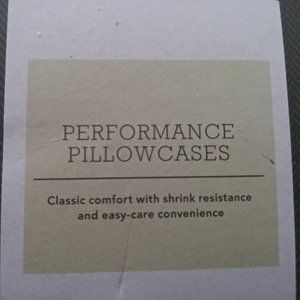 PERFORMANCE
PILLOWCASES
Classic comfort with shrink resistance
and easy-care convenience